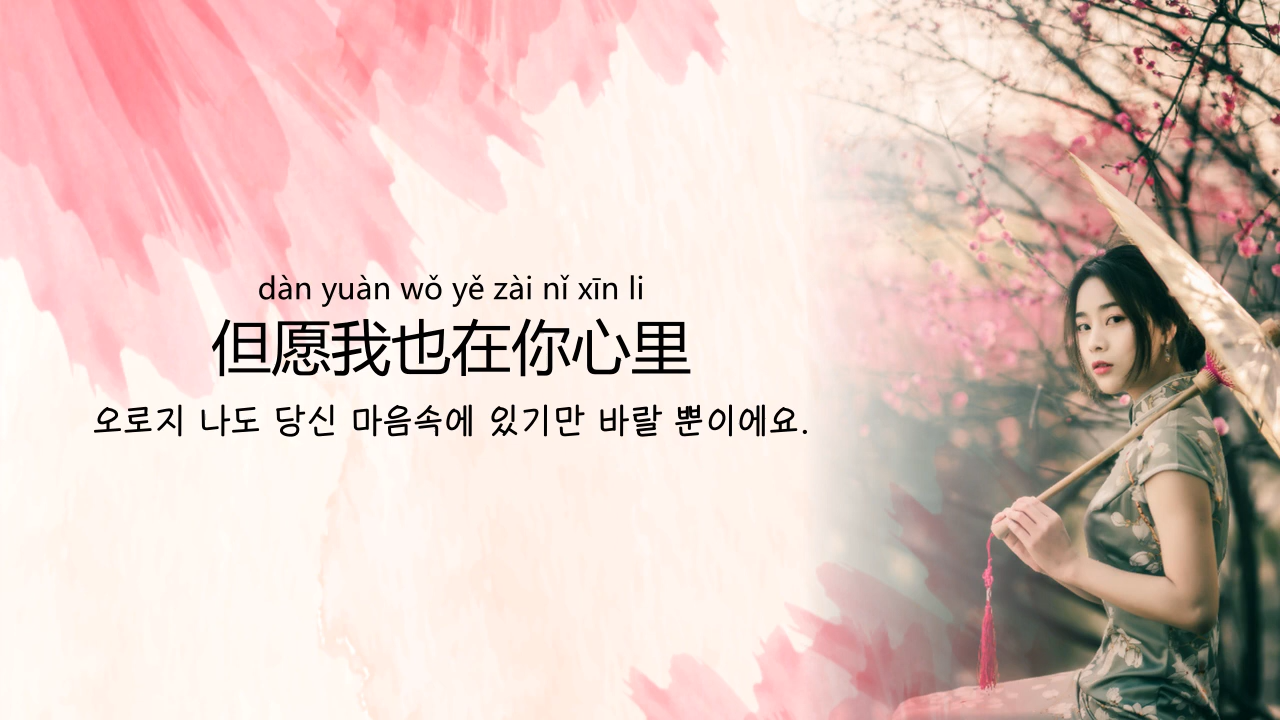 dàn yuàn wǒ yě zài nǐ xīn li
但愿我也在你心里
오로지 나도 당신 마음속에 있기만 바랄 뿐이에요.